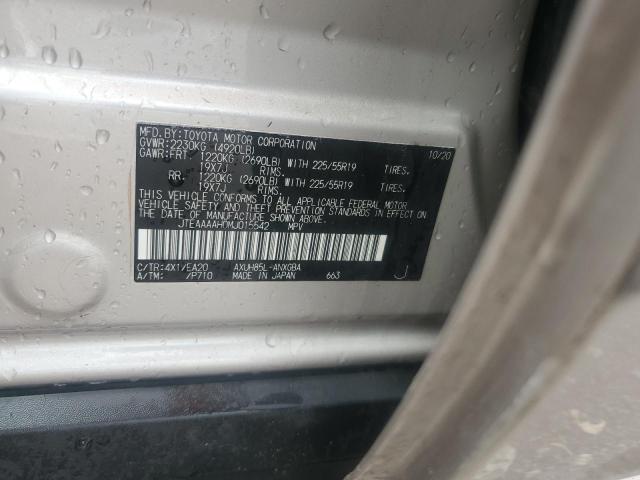 MFD.BY:TOYOTA MOTOR CORPORATION 10/20
GVWR:2230KG (4920LB)
GAWR:FRT 1220KG (2690LB) WITH 225/55R19 TIRES.
19X7J RIMS.
RR. 1220KG (2690LB) WITH 225/55R19 TIRES.
19X7J RIMS.
THIS VEHICLE CONFORMS TO ALL APPLICABLE FEDERAL MOTOR
VEHICLE SAFETY AND THEFT PREVENTION STANDARDS IN EFFECT
ON THE DATE OF MANUFACTURE SHOWN ABOVE.
JTEAAAAH0MJ015542 MPV
C/TR:4X1/EA20 AXUH85L-ANXGBA
A/TM: /P710 MADE IN JAPAN 663 J